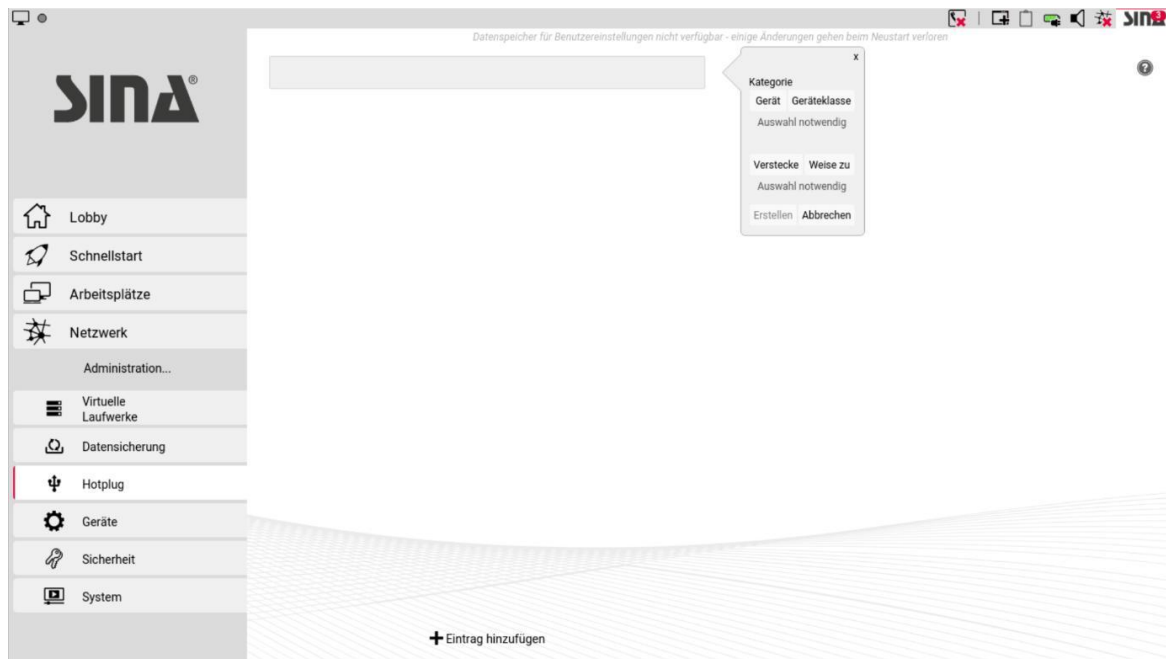 SINA 3
Datenspeicher für Benutzereinstellungen nicht verfügbar - einige Änderungen gehen beim Neustart verloren
SINA®
x
?
Kategorie
Gerät Geräteklasse
Auswahl notwendig
Verstecke Weise zu
Auswahl notwendig
Erstellen Abbrechen
Lobby
Schnellstart
Arbeitsplätze
Netzwerk
Administration...
Virtuelle
Laufwerke
Datensicherung
Hotplug
Geräte
Sicherheit
System
Eintrag hinzufügen